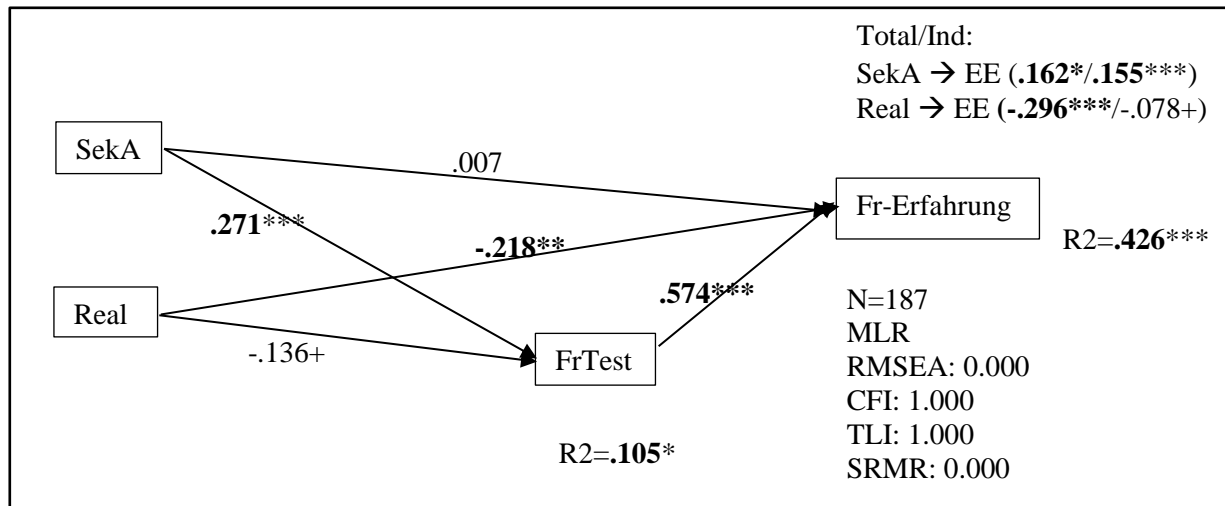 Total/Ind:
SekA → EE (.162*/.155***)
Real → EE (-.296***/-.078+)
SekA
.007
Fr-Erfahrung
.271***
-.218**
R2=.426***
Real
.574***
N=187
-.136+
MLR
FrTest
RMSEA: 0.000
CFI: 1.000
R2=.105*
TLI: 1.000
SRMR: 0.000